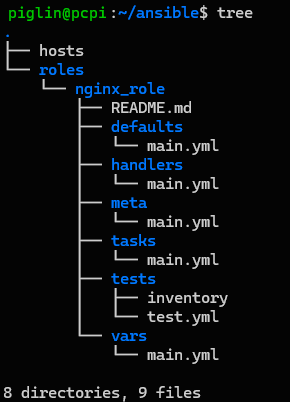 piglin@pcpi:~/ansible$ tree
.
├── hosts
└── roles
    └── nginx_role
        ├── README.md
        ├── defaults
        │   └── main.yml
        ├── handlers
        │   └── main.yml
        ├── meta
        │   └── main.yml
        ├── tasks
        │   └── main.yml
        ├── tests
        │   ├── inventory
        │   └── test.yml
        └── vars
            └── main.yml

8 directories, 9 files